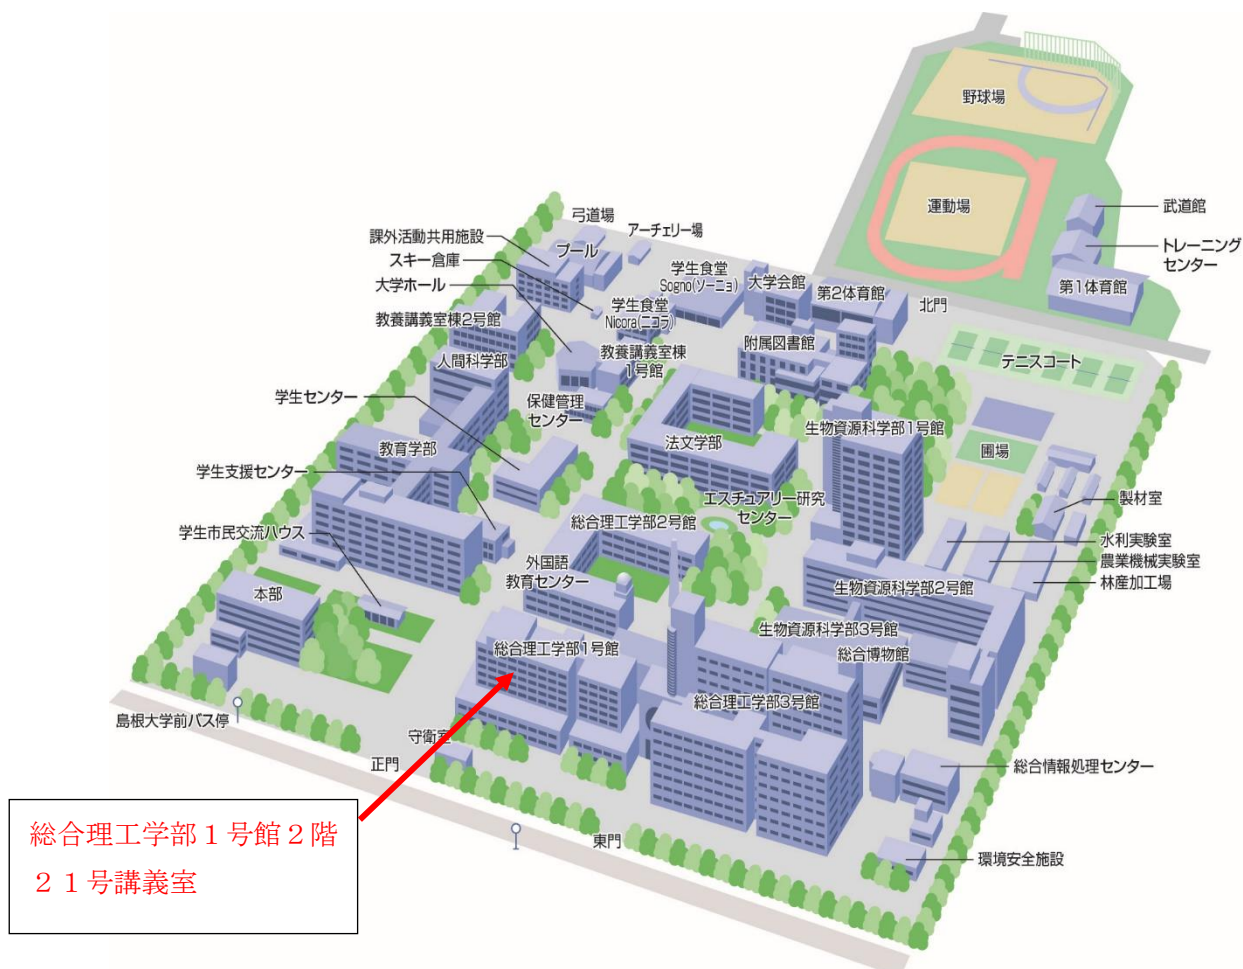 野球場
運動場
武道館
トレーニング
センター
第1体育館
弓道場
アーチェリー場
課外活動共用施設
プール
スキー倉庫
大学ホール
学生食堂
Sogno(ソーニョ)
大学会館
第2体育館
北門
学生食堂
Nicora(ニコラ)
教養講義室棟2号館
附属図書館
テニスコート
人間科学部
教養講義室棟
1号館
学生センター
保健管理
センター
生物資源科学部1号館
教育学部
法文学部
圃場
学生支援センター
エスチュアリー研究
センター
製材室
学生市民交流ハウス
総合理工学部2号館
水利実験室
外国語
教育センター
農業機械実験室
生物資源科学部2号館
林産加工場
本部
生物資源科学部3号館
総合理工学部1号館
総合博物館
総合理工学部3号館
島根大学前バス停
守衛室
正門
総合情報処理センター
総合理工学部1号館2階
21号講義室
東門
環境安全施設